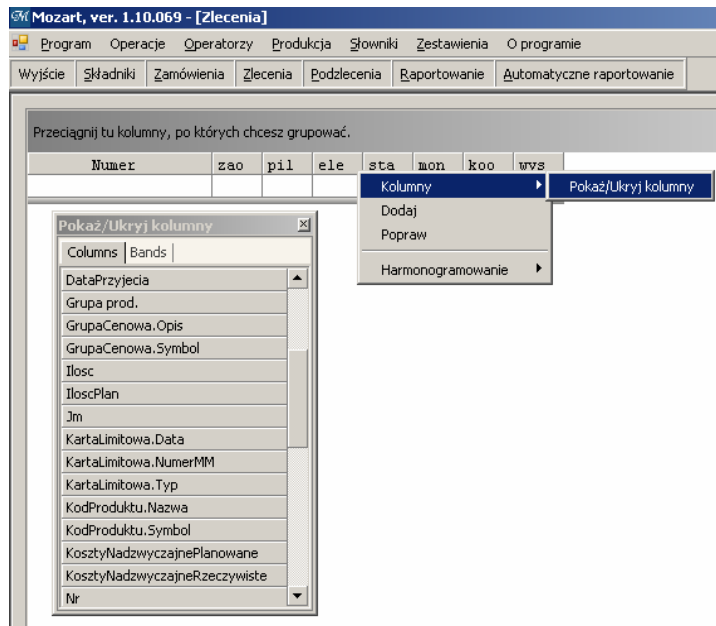 Mozart, ver. 1.10.069 - [Zlecenia]
Program Operacje Operatorzy Produkcja Słowniki Zestawienia O programie
Wyjście Składniki Zamówienia Zlecenia Podzlecenia Raportowanie Automatyczne raportowanie
Przeciągnij tu kolumny, po których chcesz grupować.
Numer zao pil ele sta mon koo wys
Kolumny
Pokaż/Ukryj kolumny
Dodaj
Popraw
Harmonogramowanie
Pokaż/Ukryj kolumny
Columns Bands
DataPrzyjecia
Grupa prod.
GrupaCenowa.Opis
GrupaCenowa.Symbol
Ilosc
IloscPlan
Jm
KartaLimitowa.Data
KartaLimitowa.NumerMM
KartaLimitowa.Typ
KodProduktu.Nazwa
KodProduktu.Symbol
KosztyNadzwyczajnePlanowane
KosztyNadzwyczajneRzeczywiste
Nr